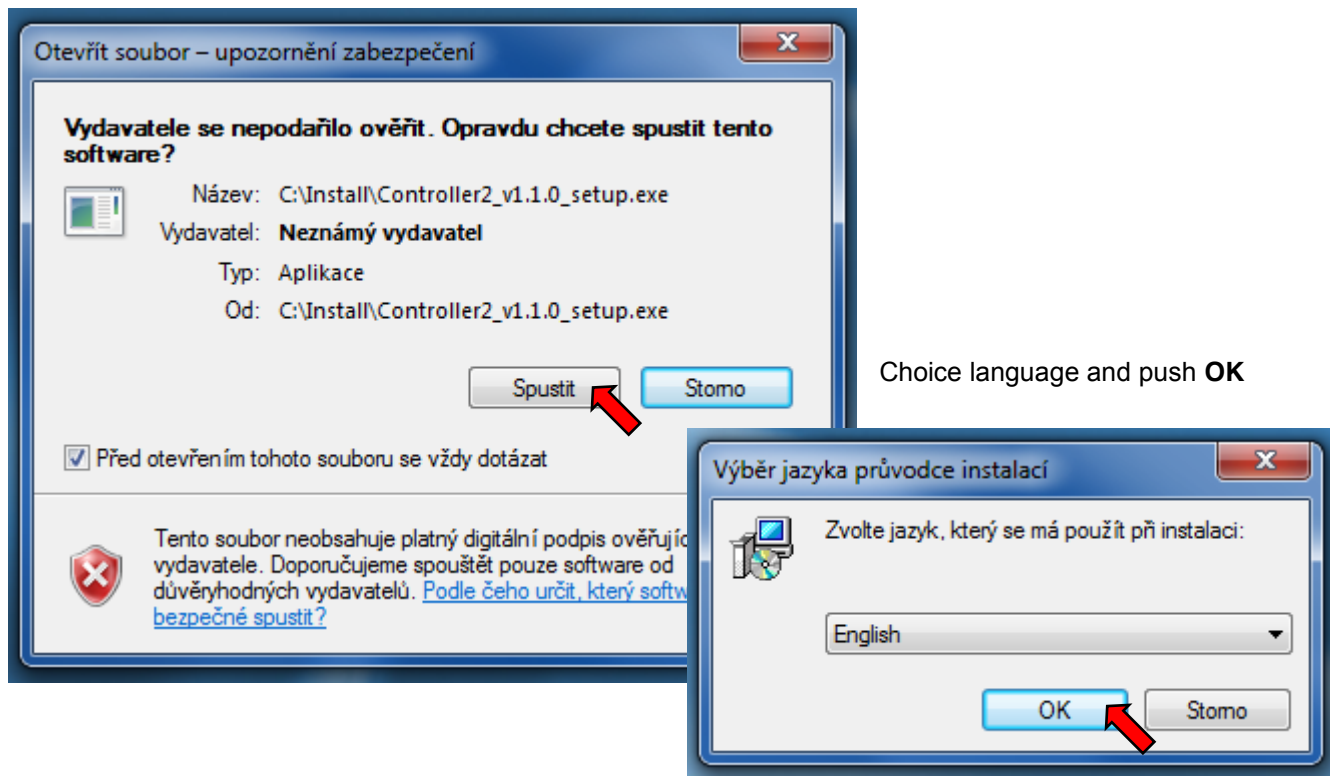 Otevřít soubor – upozornění zabezpečení
Vydavatele se nepodařilo ověřit. Opravdu chcete spustit tento
software?
Název: C:\Install\Controller2_v1.1.0_setup.exe
Vydavatel: Neznámý vydavatel
Typ: Aplikace
Od: C:\Install\Controller2_v1.1.0_setup.exe
Spustit Storno
Před otevřením tohoto souboru se vždy dotázat
Tento soubor neobsahuje platný digitální podpis ověřujíc
vydavatele. Doporučujeme spouštět pouze software od
důvěryhodných vydavatelů. Podle čeho určit, který softw
bezpečné spustit?
Choice language and push OK
Výběr jazyka průvodce instalací
Zvolte jazyk, který se má použít při instalaci:
English
OK Storno